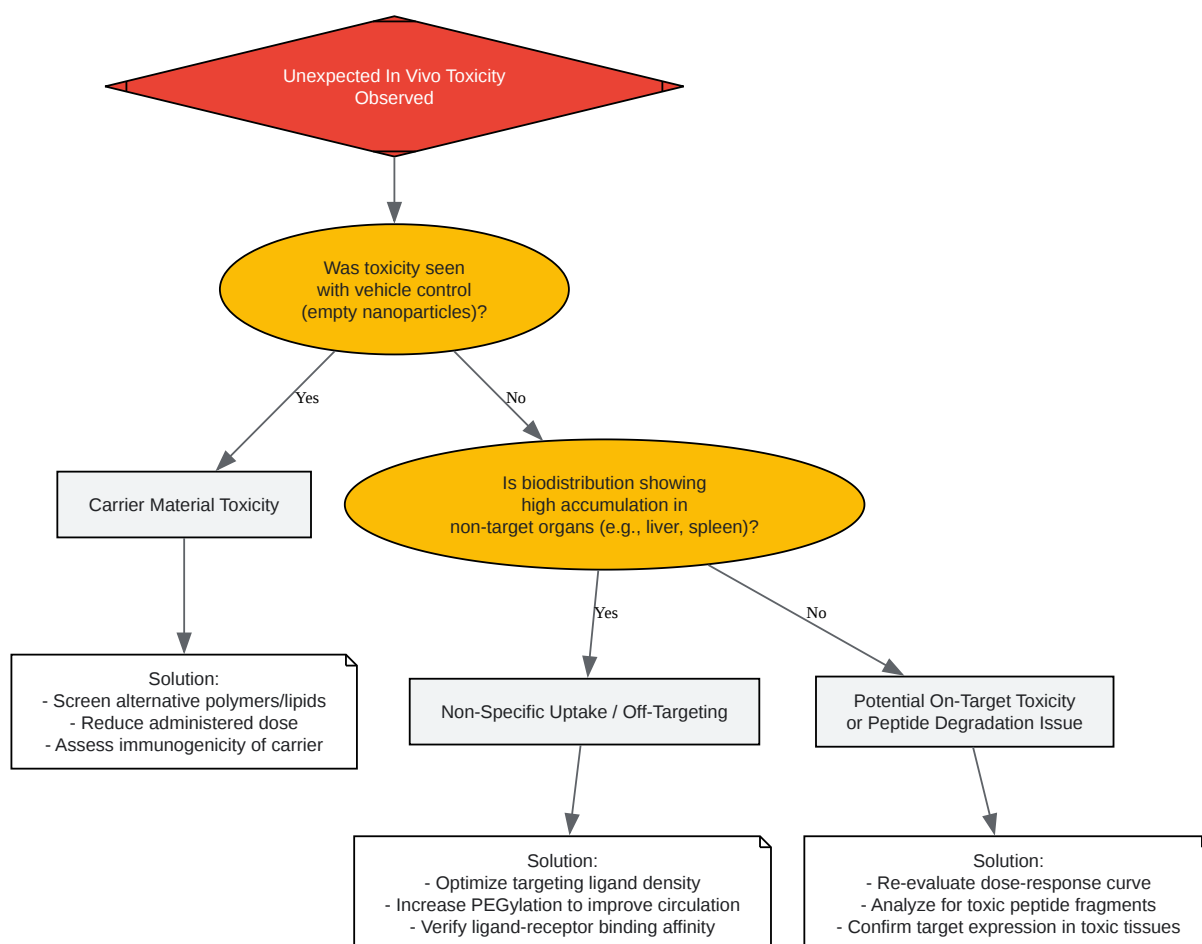 Unexpected In Vivo Toxicity
Observed
Was toxicity seen
with vehicle control
(empty nanoparticles)?
Yes
No
Is biodistribution showing
high accumulation in
non-target organs (e.g., liver, spleen)?
Carrier Material Toxicity
Yes
No
Solution:
- Screen alternative polymers/lipids
- Reduce administered dose
- Assess immunogenicity of carrier
Non-Specific Uptake / Off-Targeting
Potential On-Target Toxicity
or Peptide Degradation Issue
Solution:
- Optimize targeting ligand density
- Increase PEGylation to improve circulation
- Verify ligand-receptor binding affinity
Solution:
- Re-evaluate dose-response curve
- Analyze for toxic peptide fragments
- Confirm target expression in toxic tissues